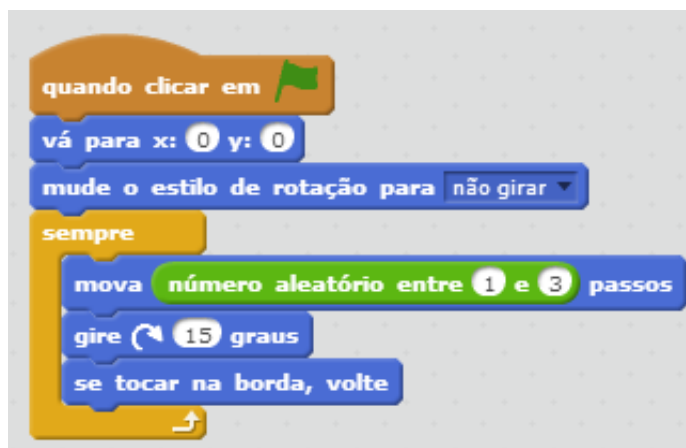 quando clicar em
vá para x: 0 y: 0
mude o estilo de rotação para não girar
sempre
mova número aleatório entre 1 e 3 passos
gire 15 graus
se tocar na borda, volte